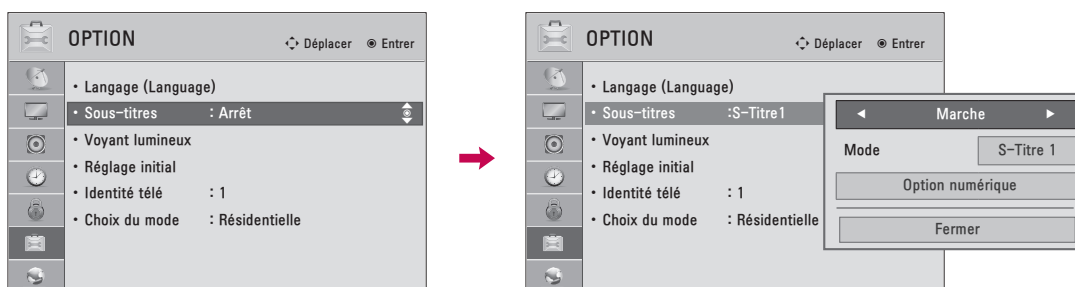 OPTION
Déplacer Entrer
• Langage (Language)
• Sous-titres : Arrêt
• Voyant lumineux
• Réglage initial
• Identité télé : 1
• Choix du mode : Résidentielle
OPTION
Déplacer Entrer
• Langage (Language)
• Sous-titres :S-Titre1
• Voyant lumineux
• Réglage initial
• Identité télé : 1
• Choix du mode : Résidentielle
Marche
Mode S-Titre 1
Option numérique
Fermer